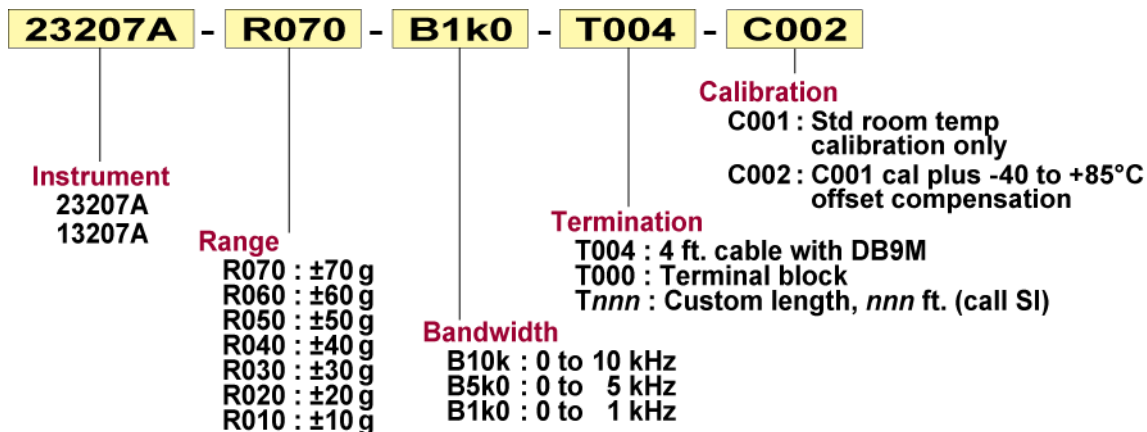 23207A - R070 - B1k0 - T004 - C002
Calibration
C001 : Std room temp
calibration only
C002 : C001 cal plus -40 to +85°C
offset compensation
Instrument
23207A
13207A
Termination
T004 : 4 ft. cable with DB9M
T000 : Terminal block
Tnnn : Custom length, nnn ft. (call SI)
Range
R070 : ±70 g
R060 : ±60 g
R050 : ±50 g
R040 : ±40 g
R030 : ±30 g
R020 : ±20 g
R010 : ±10 g
Bandwidth
B10k : 0 to 10 kHz
B5k0 : 0 to 5 kHz
B1k0 : 0 to 1 kHz